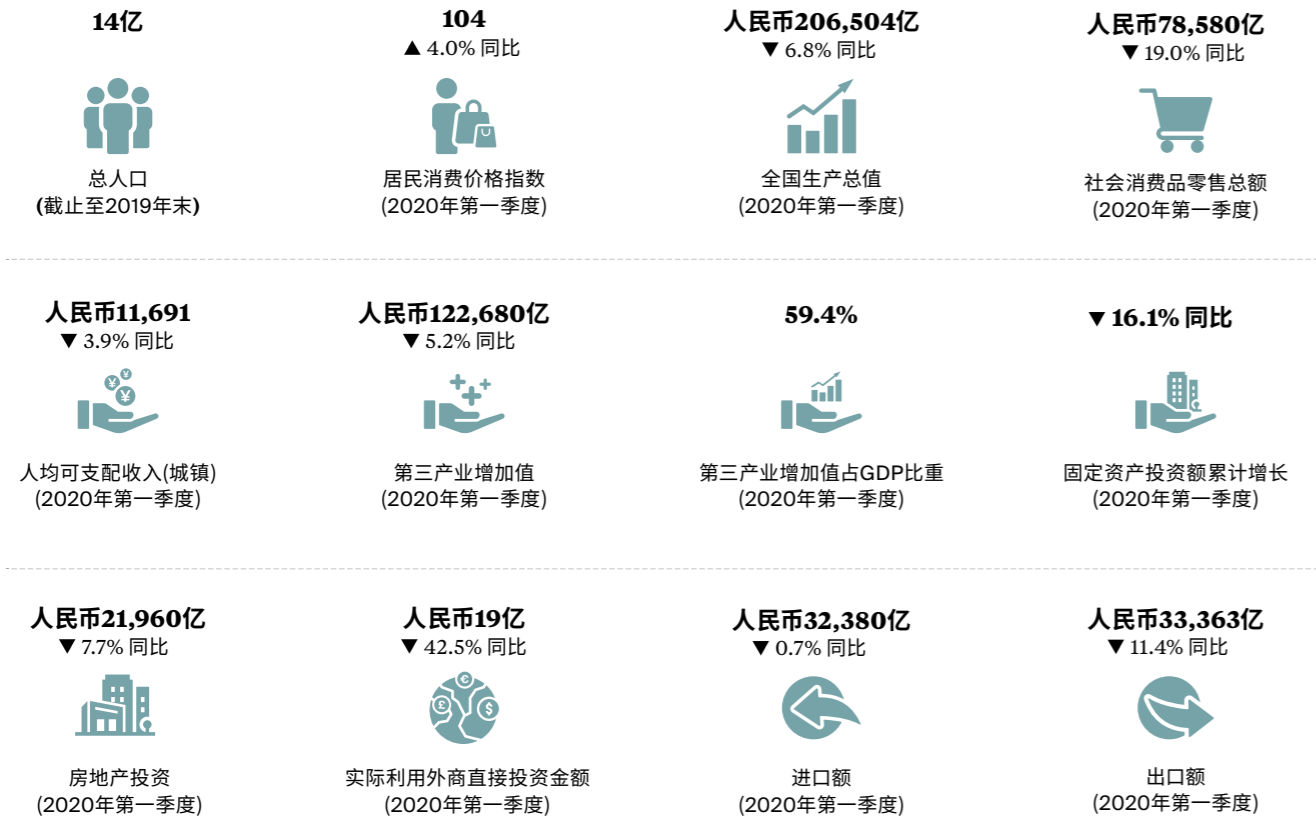 14亿
总人口
(截止至2019年末)
104
▲ 4.0% 同比
居民消费价格指数
(2020年第一季度)
人民币206,504亿
▼ 6.8% 同比
全国生产总值
(2020年第一季度)
人民币78,580亿
▼ 19.0% 同比
社会消费品零售总额
(2020年第一季度)
人民币11,691
▼ 3.9% 同比
¥ ¥
¥
人均可支配收入(城镇)
(2020年第一季度)
人民币122,680亿
▼ 5.2% 同比
第三产业增加值
(2020年第一季度)
59.4%
第三产业增加值占GDP比重
(2020年第一季度)
▼ 16.1% 同比
固定资产投资额累计增长
(2020年第一季度)
人民币21,960亿
▼ 7.7% 同比
房地产投资
(2020年第一季度)
人民币19亿
▼ 42.5% 同比
€
£ $
实际利用外商直接投资金额
(2020年第一季度)
人民币32,380亿
▼ 0.7% 同比
进口额
(2020年第一季度)
人民币33,363亿
▼ 11.4% 同比
出口额
(2020年第一季度)